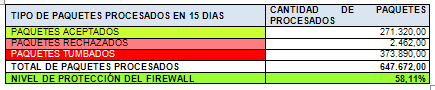 TIPO DE PAQUETES PROCESADOS EN 15 DIAS
CANTIDAD DE PAQUETES
PROCESADOS
PAQUETES ACEPTADOS 271.320,00
PAQUETES RECHAZADOS 2.462,00
PAQUETES TUMBADOS 373.890,00
TOTAL DE PAQUETES PROCESADOS 647.672,00
NIVEL DE PROTECCIÓN DEL FIREWALL 58,11%